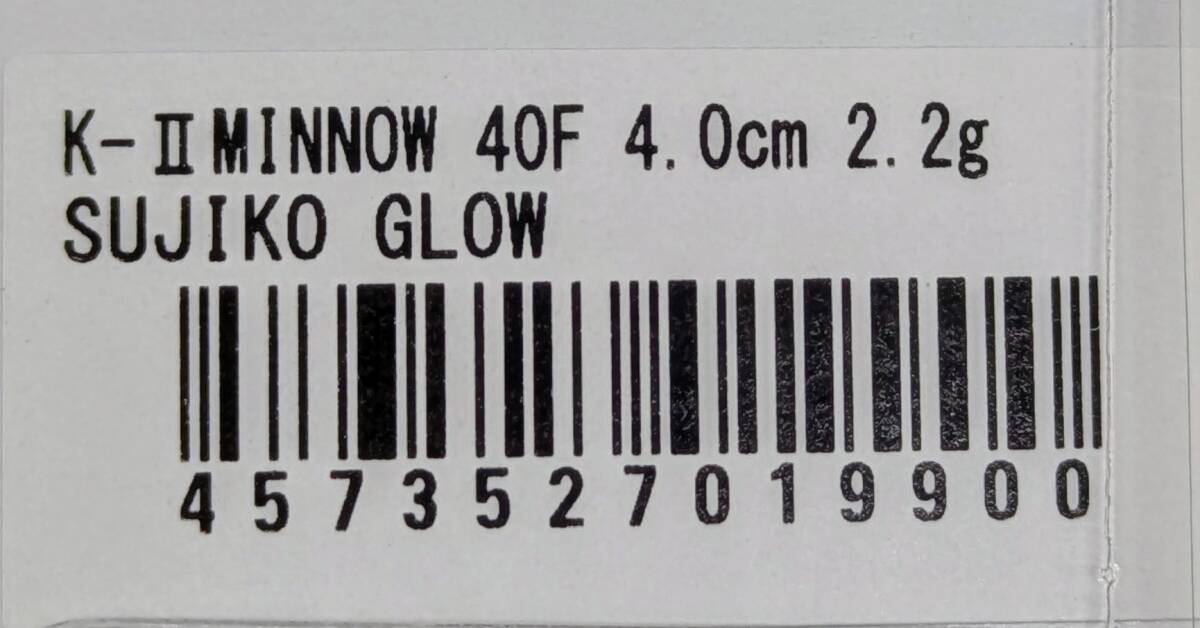 K-ⅡMINNOW 40F 4.0cm 2.2g
SUJIKO GLOW
4573527019900